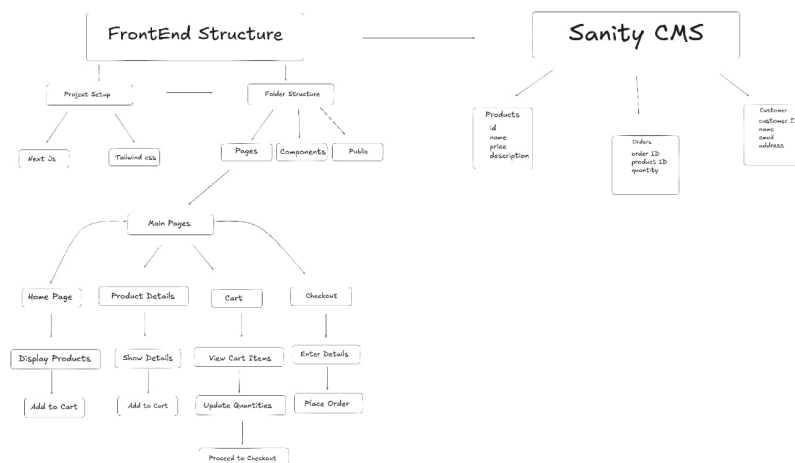 FrontEnd Structure
Sanity CMS
Project Setup
Folder Structure
Next Js
Tailwind css
Pages
Components
Public
Products
id
name
price
description
Orders
order ID
product ID
quantity
Customer
customer ID
name
email
address
Main Pages
Home Page
Product Details
Cart
Checkout
Display Products
Show Details
View Cart Items
Enter Details
Add to Cart
Add to Cart
Update Quantities
Place Order
Proceed to Checkout